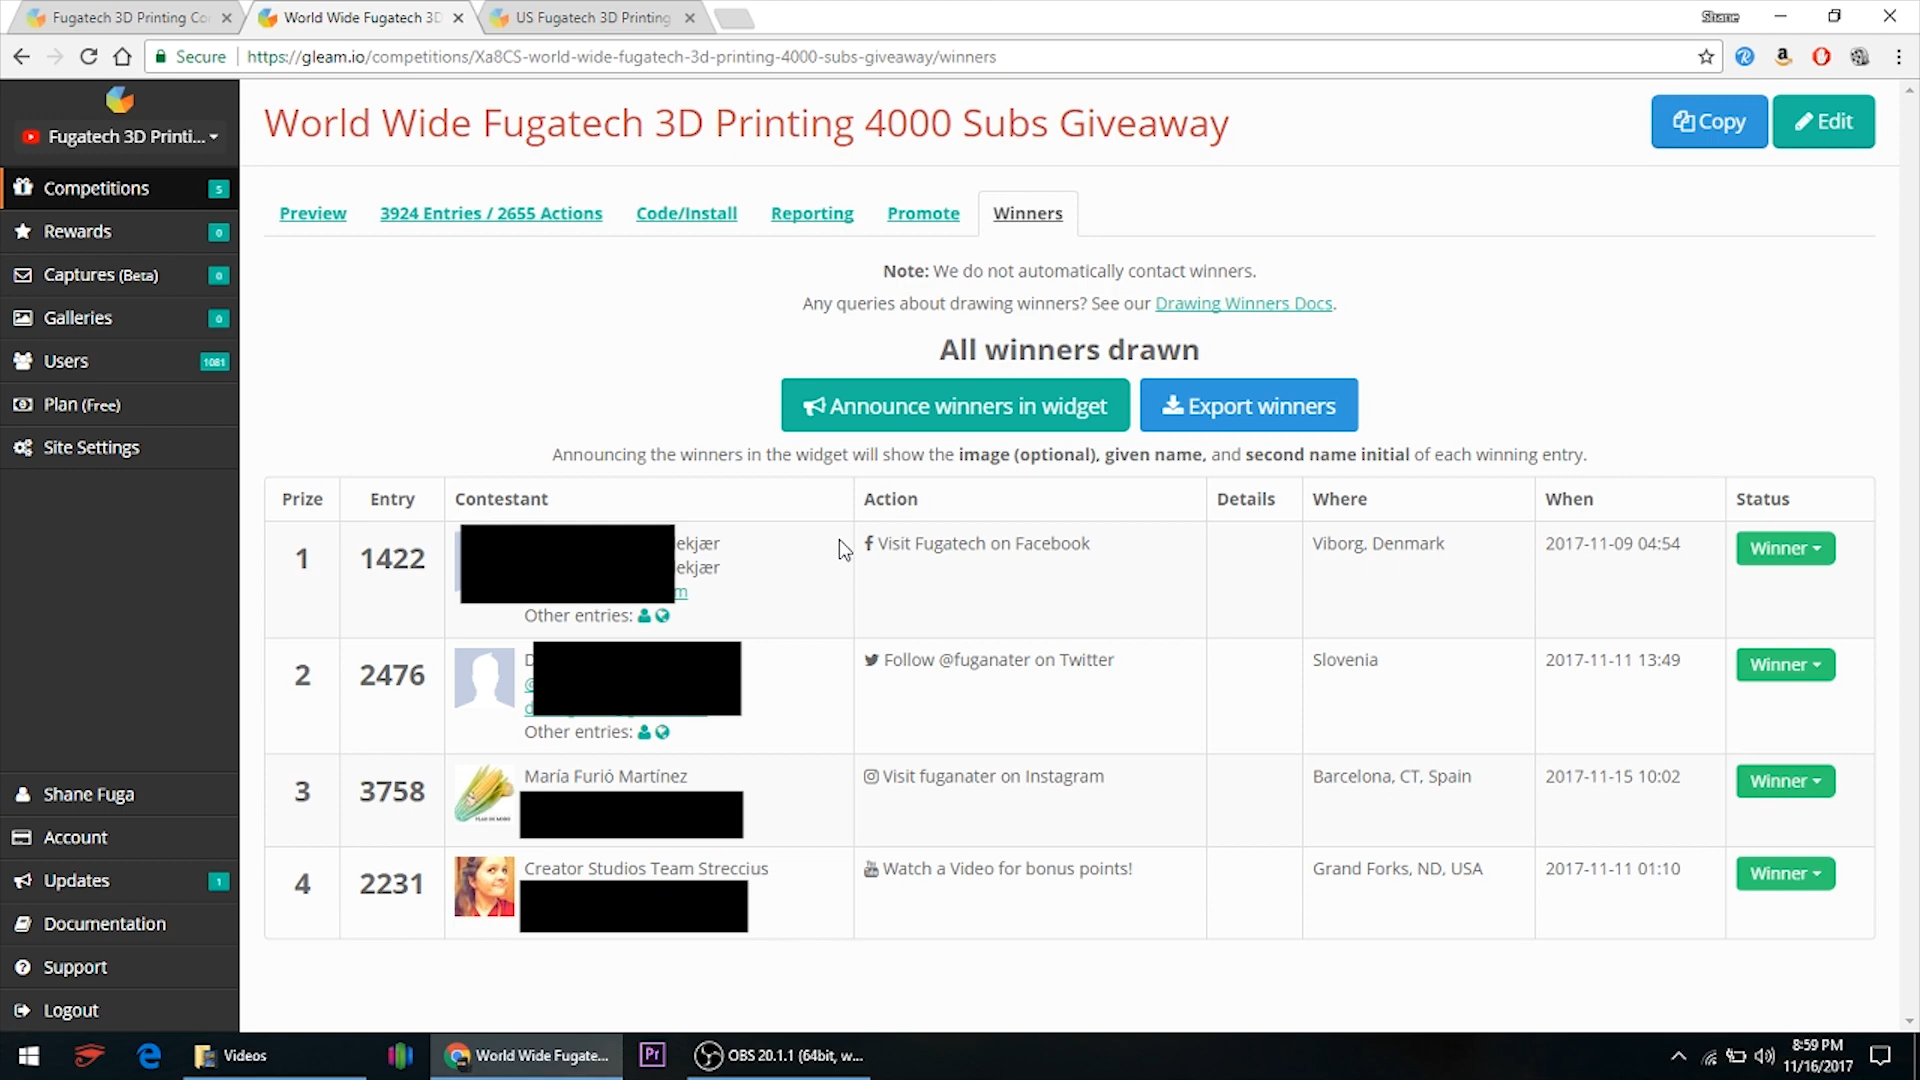 Fugatech 3D Printing Co
World Wide Fugatech 3D
US Fugatech 3D Printing
Shane
Secure
https://gleam.io/competitions/Xa8CS-world-wide-fugatech-3d-printing-4000-subs-giveaway/winners
Fugatech 3D Printi...
Competitions 5
Rewards 0
Captures (Beta) 0
Galleries 0
Users 1081
Plan (Free)
Site Settings
Shane Fuga
Account
Updates 1
Documentation
Support
Logout
World Wide Fugatech 3D Printing 4000 Subs Giveaway
Copy
Edit
Preview
3924 Entries / 2655 Actions
Code/Install
Reporting
Promote
Winners
Note: We do not automatically contact winners.
Any queries about drawing winners? See our Drawing Winners Docs.
All winners drawn
Announce winners in widget
Export winners
Announcing the winners in the widget will show the image (optional), given name, and second name initial of each winning entry.
Prize Entry Contestant Action Details Where When Status
1 1422 ekjær Visit Fugatech on Facebook Viborg, Denmark 2017-11-09 04:54 Winner
ekjær
m
Other entries:
2 2476 D Follow @fuganater on Twitter Slovenia 2017-11-11 13:49 Winner
@
d
Other entries:
3 3758 María Furió Martínez Visit fuganater on Instagram Barcelona, CT, Spain 2017-11-15 10:02 Winner
4 2231 Creator Studios Team Streccius Watch a Video for bonus points! Grand Forks, ND, USA 2017-11-11 01:10 Winner
Videos
World Wide Fugate...
Pr
OBS 20.1.1 (64bit, w...
8:59 PM
11/16/2017